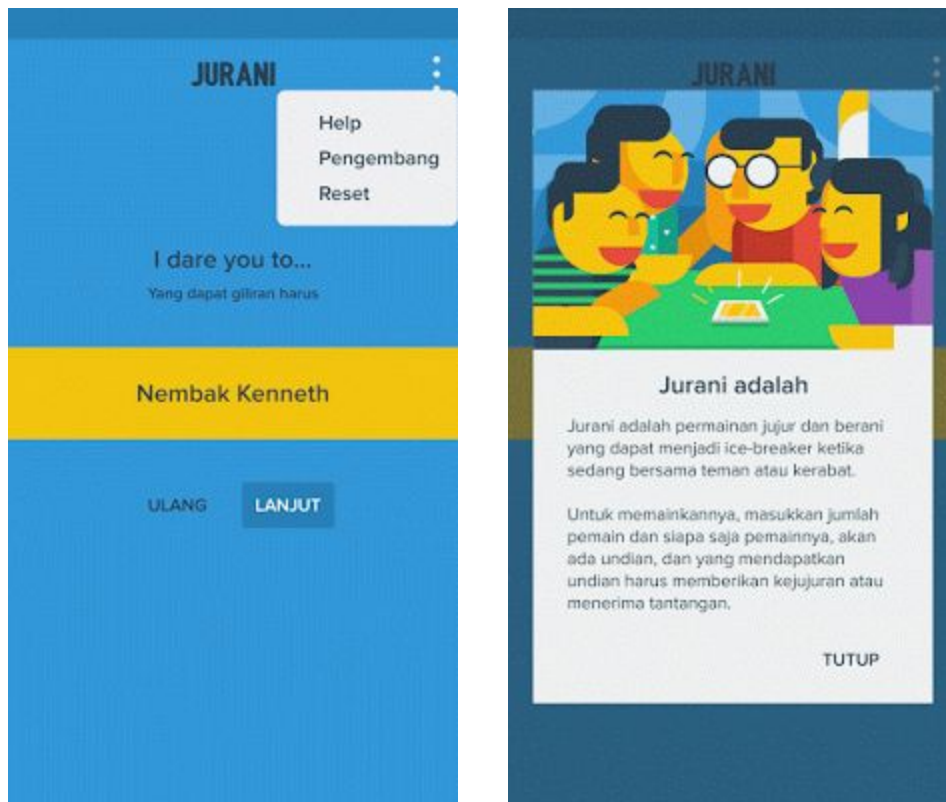 JURANI
Help
Pengembang
Reset
I dare you to...
Yang dapat giliran harus
Nembak Kenneth
ULANG
LANJUT
JURANI
Jurani adalah
Jurani adalah permainan jujur dan berani
yang dapat menjadi ice-breaker ketika
sedang bersama teman atau kerabat.
Untuk memainkannya, masukkan jumlah
pemain dan siapa saja pemainnya, akan
ada undian, dan yang mendapatkan
undian harus memberikan kejujuran atau
menerima tantangan.
TUTUP